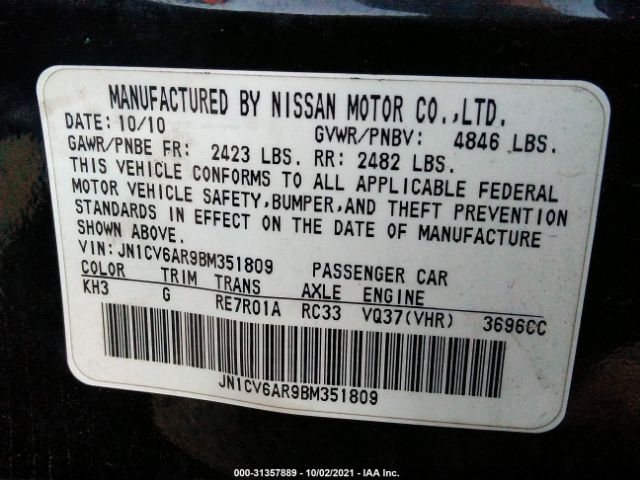 MANUFACTURED BY NISSAN MOTOR CO.,LTD.
DATE: 10/10 GVWR/PNBV: 4846 LBS.
GAWR/PNBE FR: 2423 LBS. RR: 2482 LBS.
THIS VEHICLE CONFORMS TO ALL APPLICABLE FEDERAL
MOTOR VEHICLE SAFETY,BUMPER,AND THEFT PREVENTION
STANDARDS IN EFFECT ON THE DATE OF MANUFACTURE
SHOWN ABOVE.
VIN:JN1CV6AR9BM351809 PASSENGER CAR
COLOR TRIM TRANS AXLE ENGINE
KH3 G RE7R01A RC33 VQ37(VHR) 3696CC
JN1CV6AR9BM351809
000-31357889 - 10/02/2021 - IAA Inc.